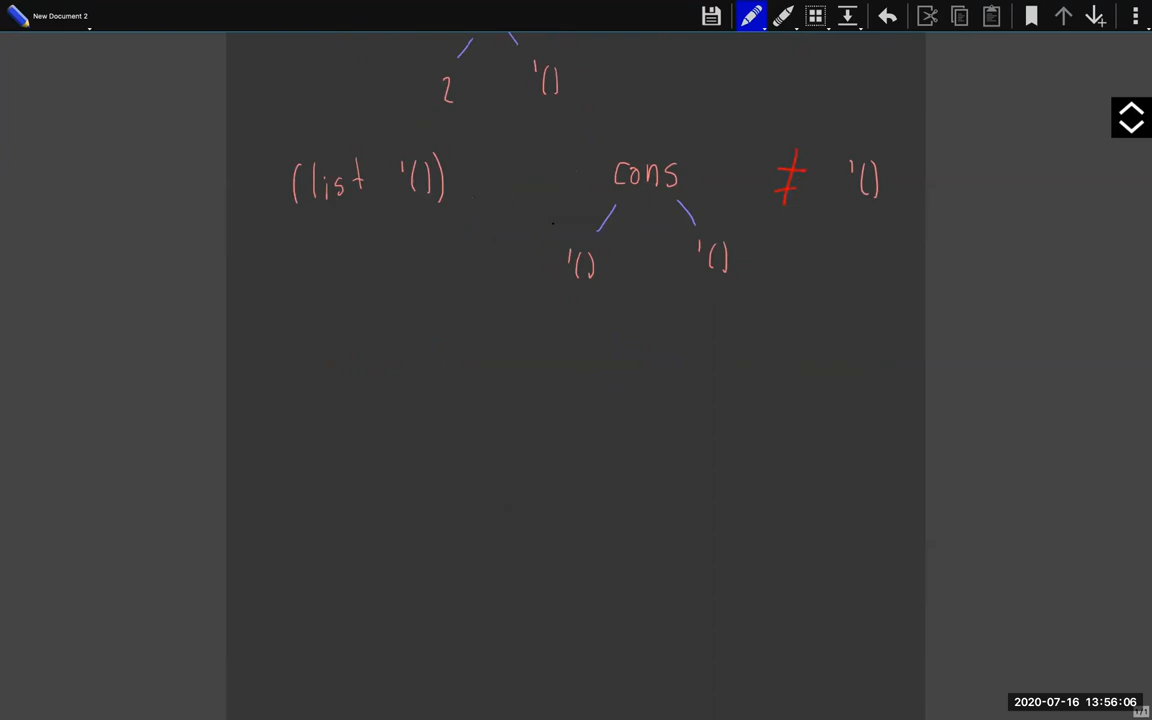 New Document 2
2 '()
(list '()) cons ≠ '()
'() '()
2020-07-16 13:56:06